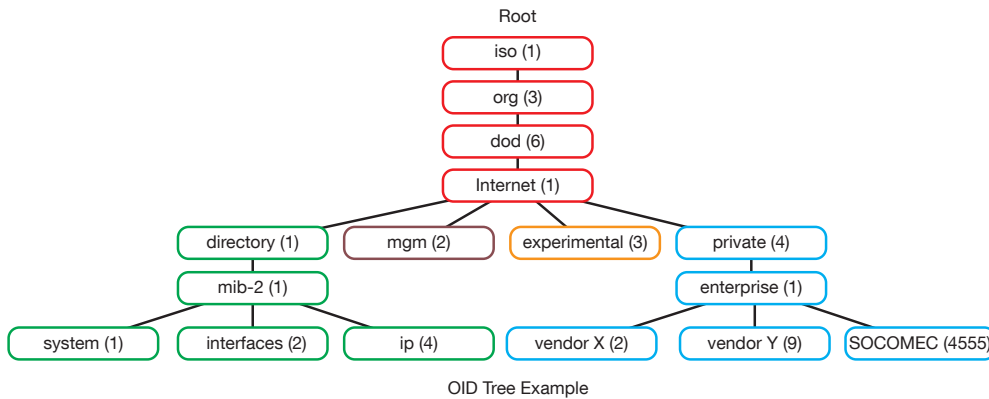 Root
iso (1)
org (3)
dod (6)
Internet (1)
directory (1)
mgm (2)
experimental (3)
private (4)
mib-2 (1)
enterprise (1)
system (1)
interfaces (2)
ip (4)
vendor X (2)
vendor Y (9)
SOCOMEC (4555)
OID Tree Example